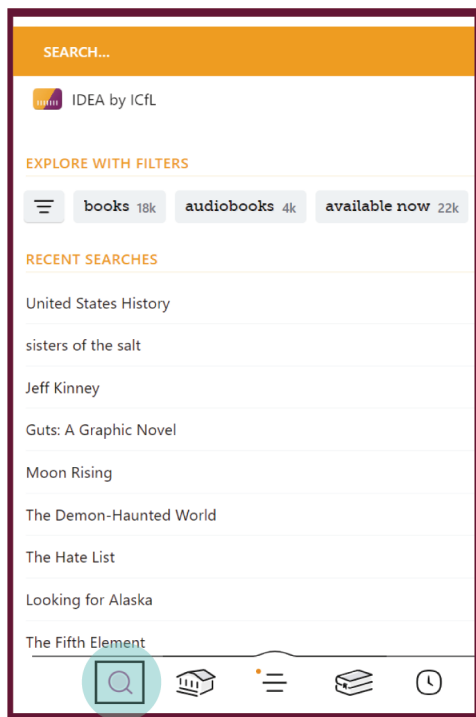 SEARCH...
IDEA by ICfL
EXPLORE WITH FILTERS
books 18k audiobooks 4k available now 22k
RECENT SEARCHES
United States History
sisters of the salt
Jeff Kinney
Guts: A Graphic Novel
Moon Rising
The Demon-Haunted World
The Hate List
Looking for Alaska
The Fifth Element